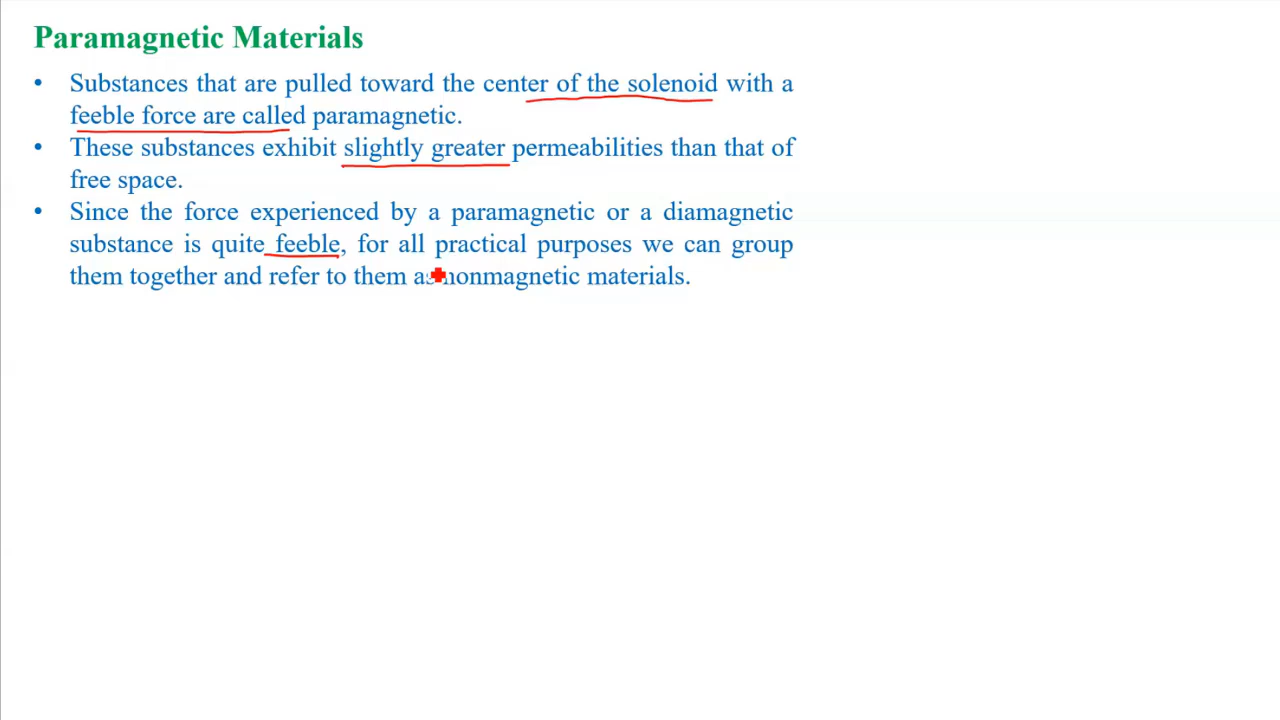 Paramagnetic Materials
• Substances that are pulled toward the center of the solenoid with a
feeble force are called paramagnetic.
• These substances exhibit slightly greater permeabilities than that of
free space.
• Since the force experienced by a paramagnetic or a diamagnetic
substance is quite feeble, for all practical purposes we can group
them together and refer to them as nonmagnetic materials.